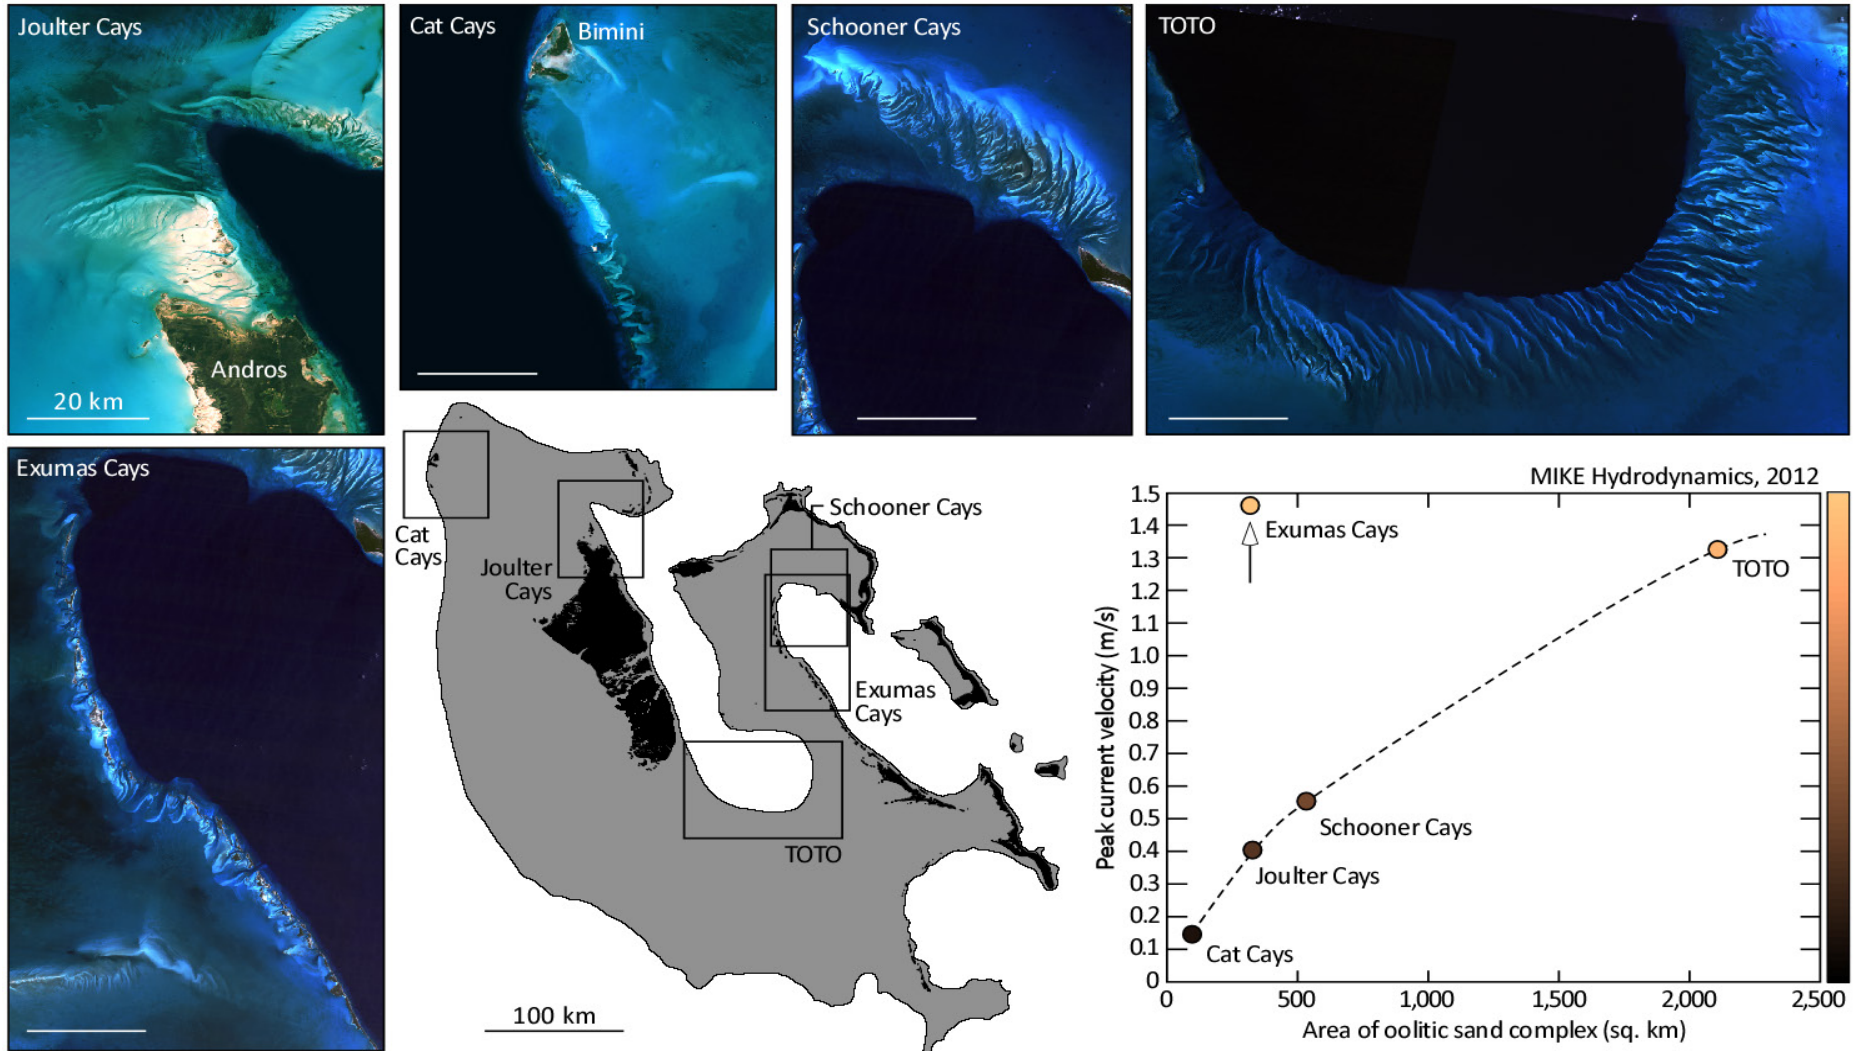 Joulter Cays
Andros
20 km
Cat Cays
Bimini
Schooner Cays
TOTO
Exumas Cays
Cat
Cays
Joulter
Cays
Schooner Cays
Exumas
Cays
TOTO
100 km
MIKE Hydrodynamics, 2012
Peak current velocity (m/s)
1.5
1.4
1.3
1.2
1.1
1.0
0.9
0.8
0.7
0.6
0.5
0.4
0.3
0.2
0.1
0
Exumas Cays
TOTO
Schooner Cays
Joulter Cays
Cat Cays
0 500 1,000 1,500 2,000 2,500
Area of oolitic sand complex (sq. km)